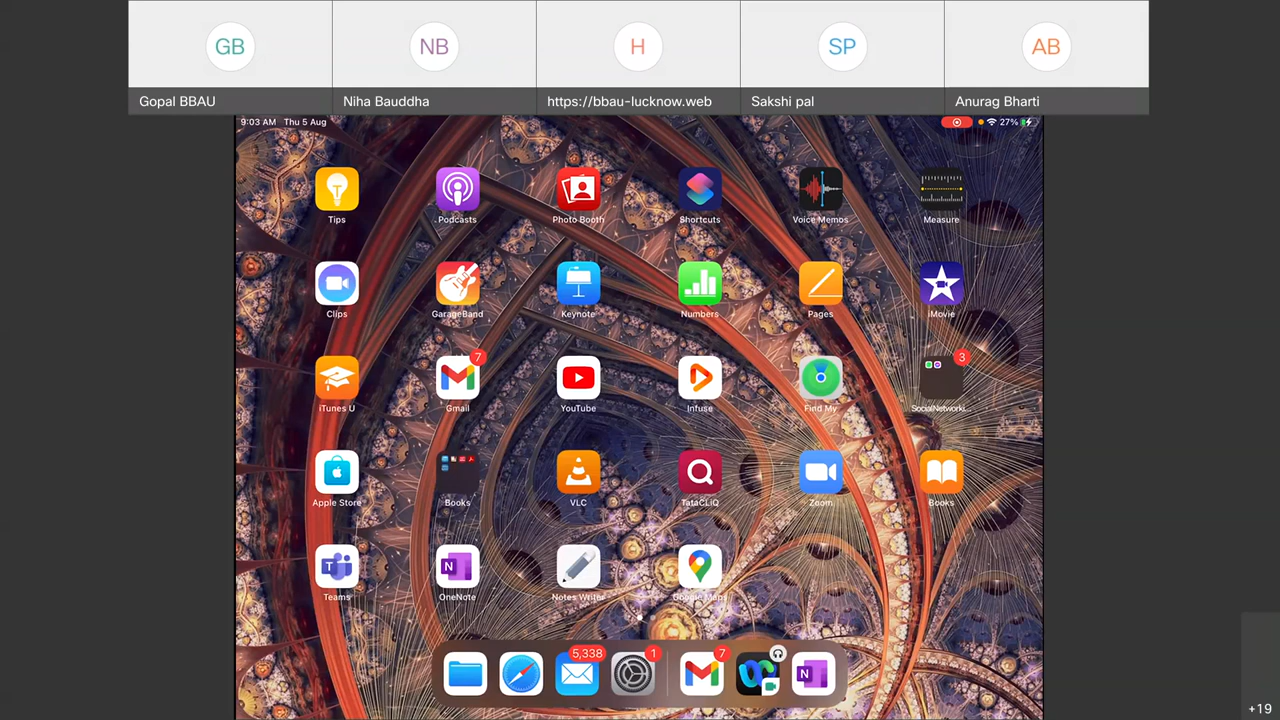 GB
NB
H
SP
AB
Gopal BBAU
Niha Bauddha
https://bbau-lucknow.web
Sakshi pal
Anurag Bharti
9:03 AM Thu 5 Aug
27%
Tips
Podcasts
Photo Booth
Shortcuts
Voice Memos
Measure
Clips
GarageBand
Keynote
Numbers
Pages
iMovie
7
3
iTunes U
Gmail
YouTube
Infuse
Find My
SocialNetworki...
Apple Store
Books
VLC
TataCLiQ
Zoom
Books
T
N
Teams
OneNote
Notes Writer
Google Maps
5,338
1
7
N
+19